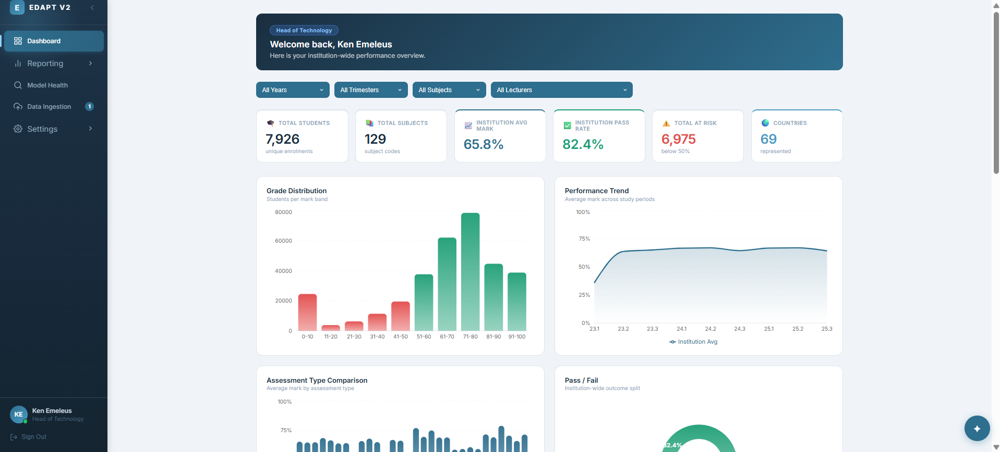 E EDAPT V2
Dashboard
Reporting
Model Health
Data Ingestion 1
Settings
KE
Ken Emeleus
Head of Technology
Sign Out
Head of Technology
Welcome back, Ken Emeleus
Here is your institution-wide performance overview.
All Years
All Trimesters
All Subjects
All Lecturers
TOTAL STUDENTS
7,926
unique enrolments
TOTAL SUBJECTS
129
subject codes
INSTITUTION AVG
MARK
65.8%
INSTITUTION PASS
RATE
82.4%
TOTAL AT RISK
6,975
below 50%
COUNTRIES
69
represented
Grade Distribution
Students per mark band
80000
60000
40000
20000
0
0-10 11-20 21-30 31-40 41-50 51-60 61-70 71-80 81-90 91-100
Performance Trend
Average mark across study periods
100%
75%
50%
25%
0%
23.1 23.2 23.3 24.1 24.2 24.3 25.1 25.2 25.3
Institution Avg
Assessment Type Comparison
Average mark by assessment type
100%
75%
Pass / Fail
Institution-wide outcome split
82.4%